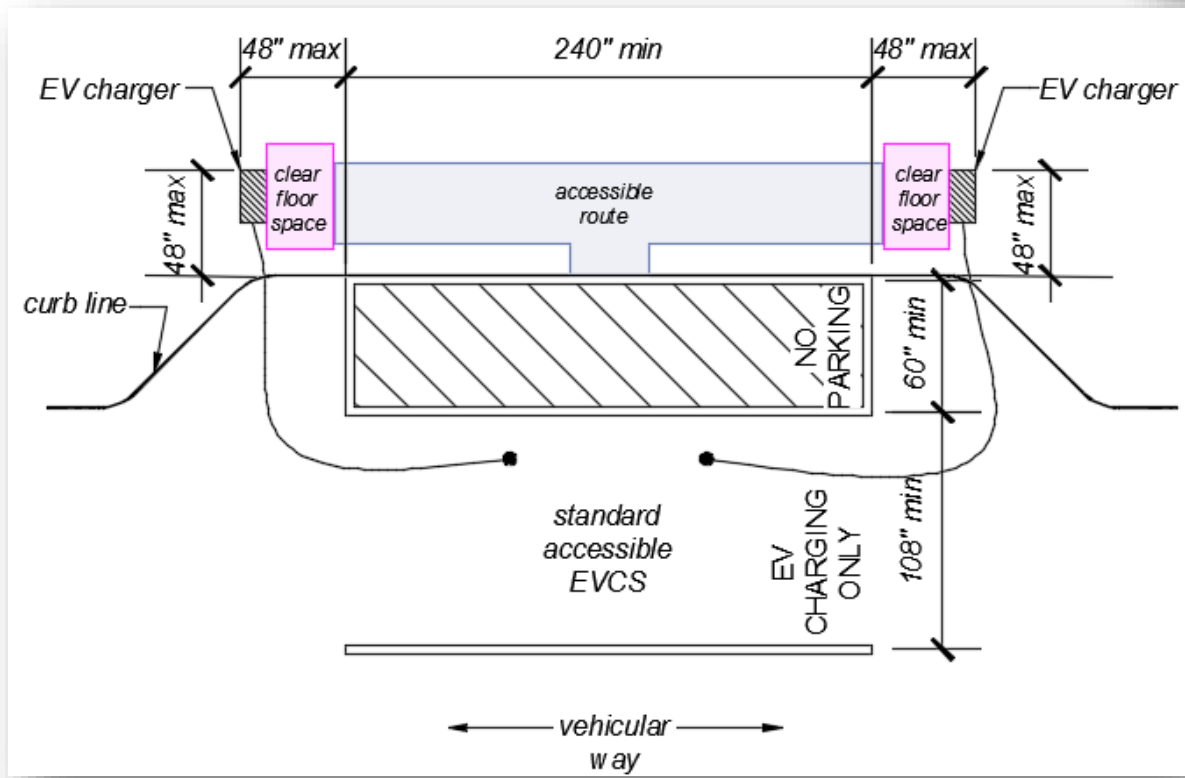 48" max
240" min
48" max
EV charger
EV charger
clear
floor
space
accessible
route
clear
floor
space
48" max
48" max
curb line
NO
PARKING
60" min
standard
accessible
EVCS
EV
CHARGING
ONLY
108" min
vehicular
way